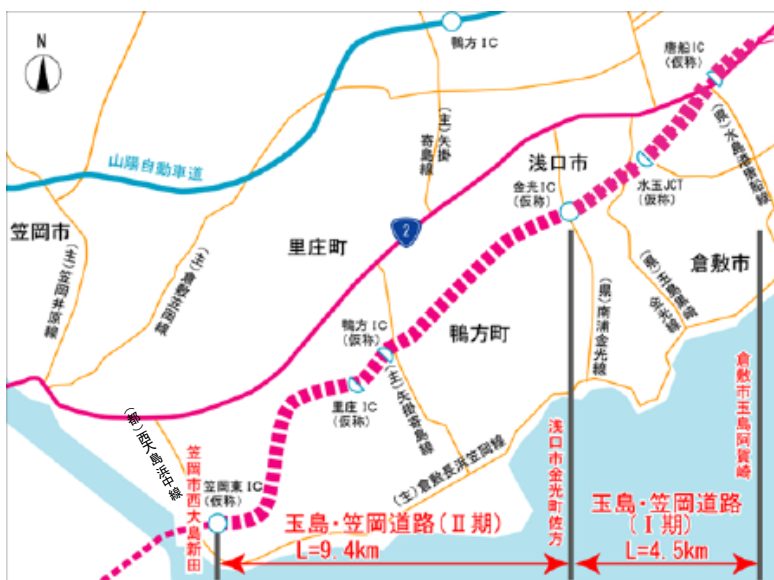 N
鴨方IC
唐船IC
(仮称)
(主)矢掛
寄島線
(県)水島港唐船線
山陽自動車道
浅口市
水玉JCT
(仮称)
金光IC
(仮称)
笠岡市
(主)笠岡井原線
(主)倉敷笠岡線
里庄町
2
倉敷市
(県)玉島黒崎
金光線
(県)南浦金光線
鴨方IC
(仮称)
鴨方町
里庄IC
(仮称)
(主)矢掛寄島線
(都)西大島浜中線
(主)倉敷長浜笠岡線
倉敷市玉島阿賀崎
浅口市金光町佐方
笠岡市西大島新田
笠岡東IC
(仮称)
玉島・笠岡道路(Ⅱ期)
L=9.4km
玉島・笠岡道路
(Ⅰ期)
L=4.5km